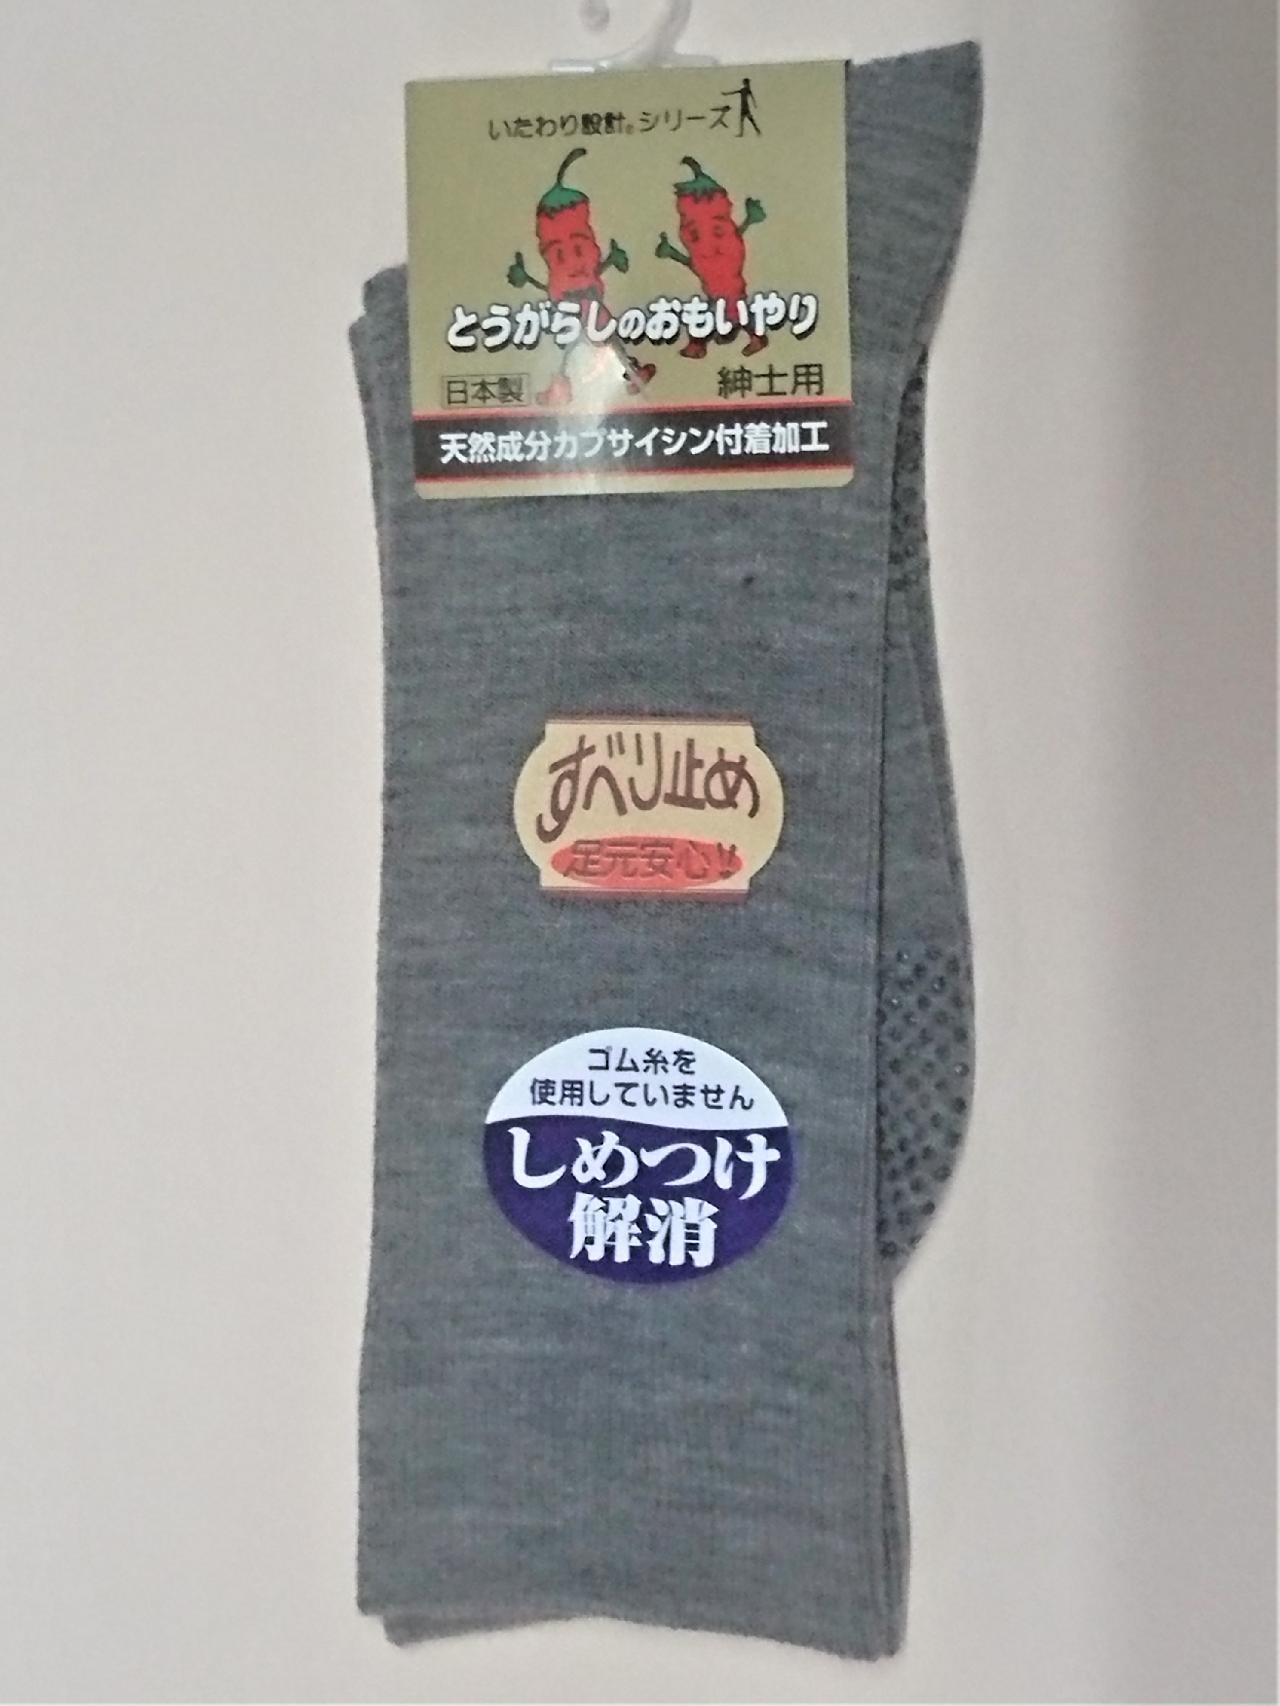 いたわり設計®シリーズ
とうがらしのおもいやり
日本製 紳士用
天然成分カプサイシン付着加工
すべり止め
足元安心!!
ゴム糸を
使用していません
しめつけ
解消